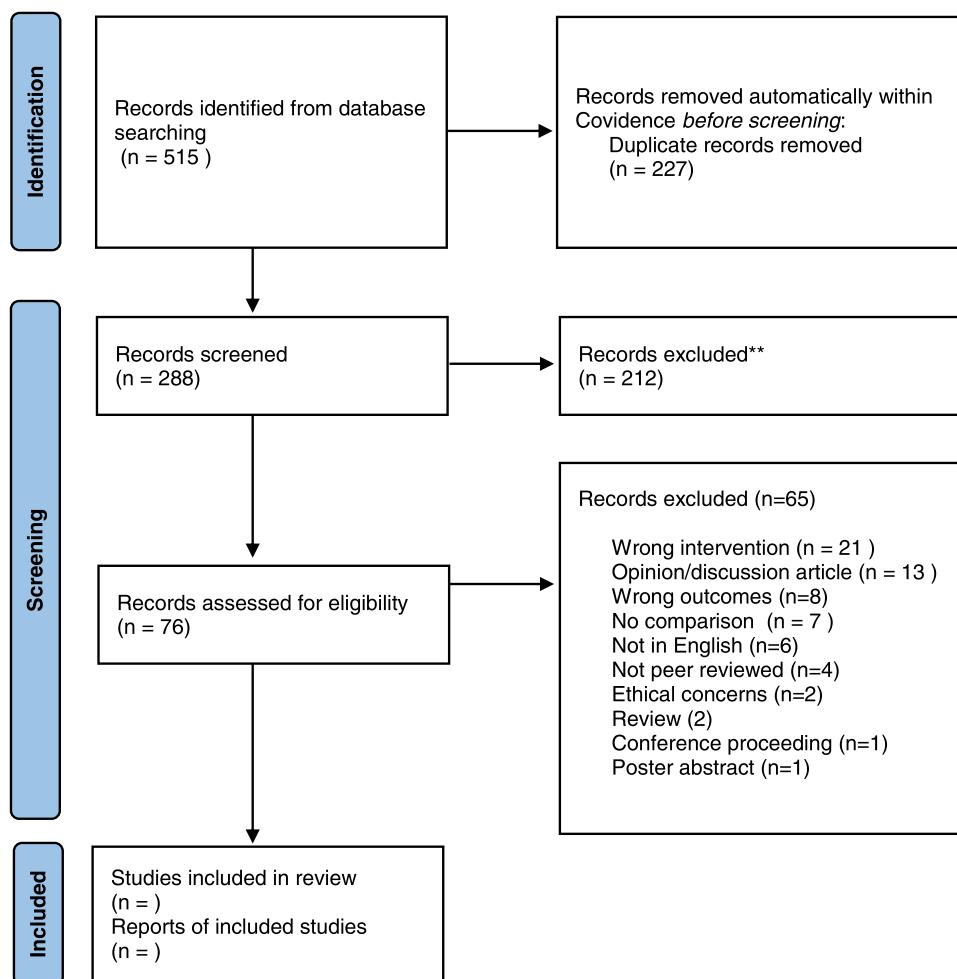 Identification
Records identified from database
searching
(n = 515 )
Records removed automatically within
Covidence before screening:
Duplicate records removed
(n = 227)
Screening
Records screened
(n = 288)
Records excluded**
(n = 212)
Records assessed for eligibility
(n = 76)
Records excluded (n=65)
Wrong intervention (n = 21 )
Opinion/discussion article (n = 13 )
Wrong outcomes (n=8)
No comparison (n = 7 )
Not in English (n=6)
Not peer reviewed (n=4)
Ethical concerns (n=2)
Review (2)
Conference proceeding (n=1)
Poster abstract (n=1)
Included
Studies included in review
(n = )
Reports of included studies
(n = )